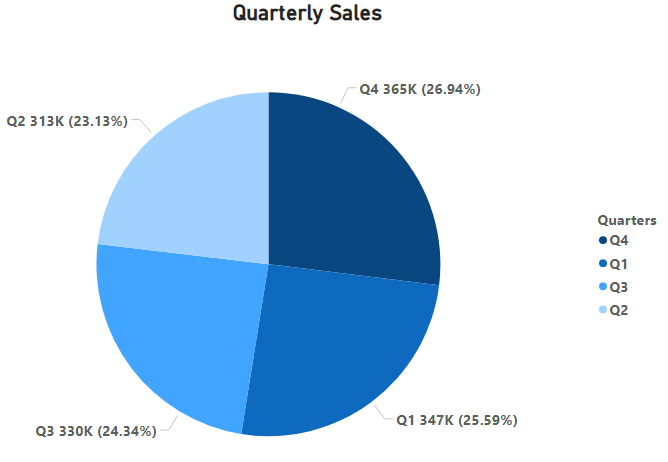 Quarterly Sales
Q4 365K (26.94%)
Q2 313K (23.13%)
Quarters
Q4
Q1
Q3
Q2
Q1 347K (25.59%)
Q3 330K (24.34%)